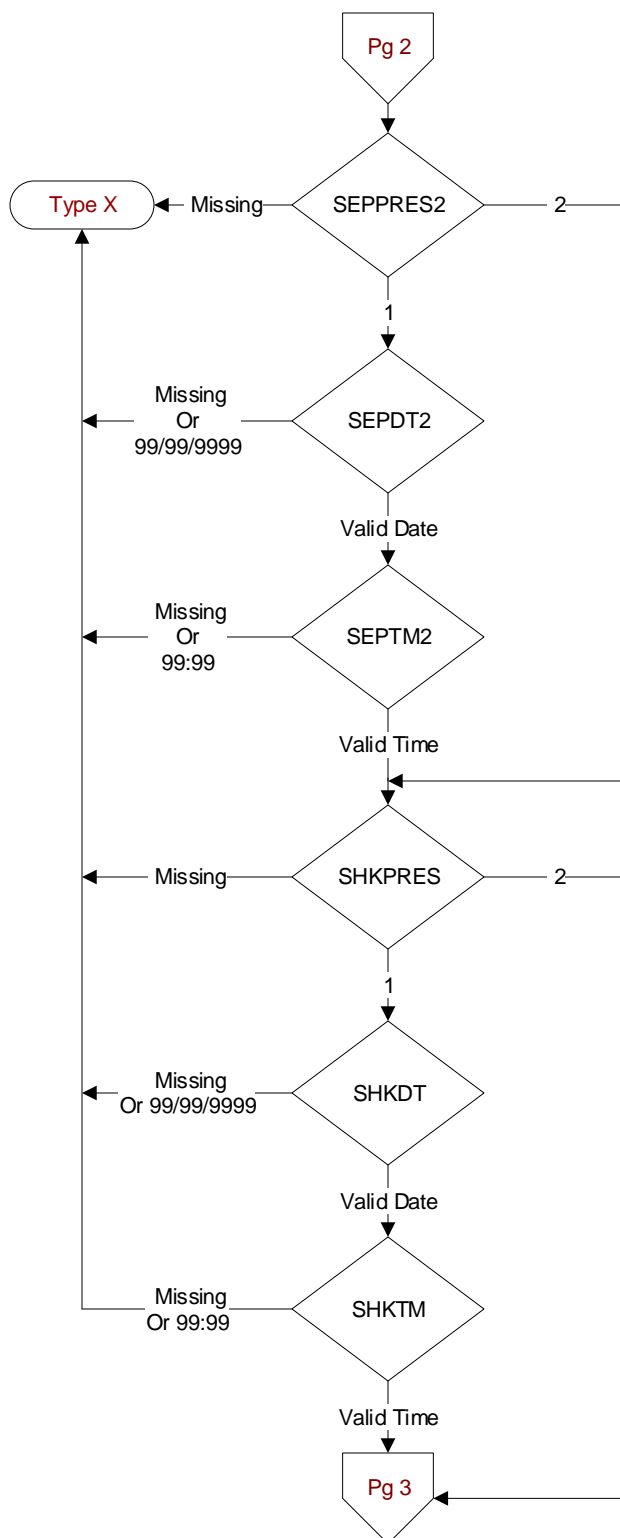 Pg 2
Type X
Missing
SEPPRES2
2
1
Missing
Or
99/99/9999
SEPDT2
Valid Date
Missing
Or
99:99
SEPTM2
Valid Time
Missing
SHKPRES
2
1
Missing
Or 99/99/9999
SHKDT
Valid Date
Missing
Or 99:99
SHKTM
Valid Time
Pg 3